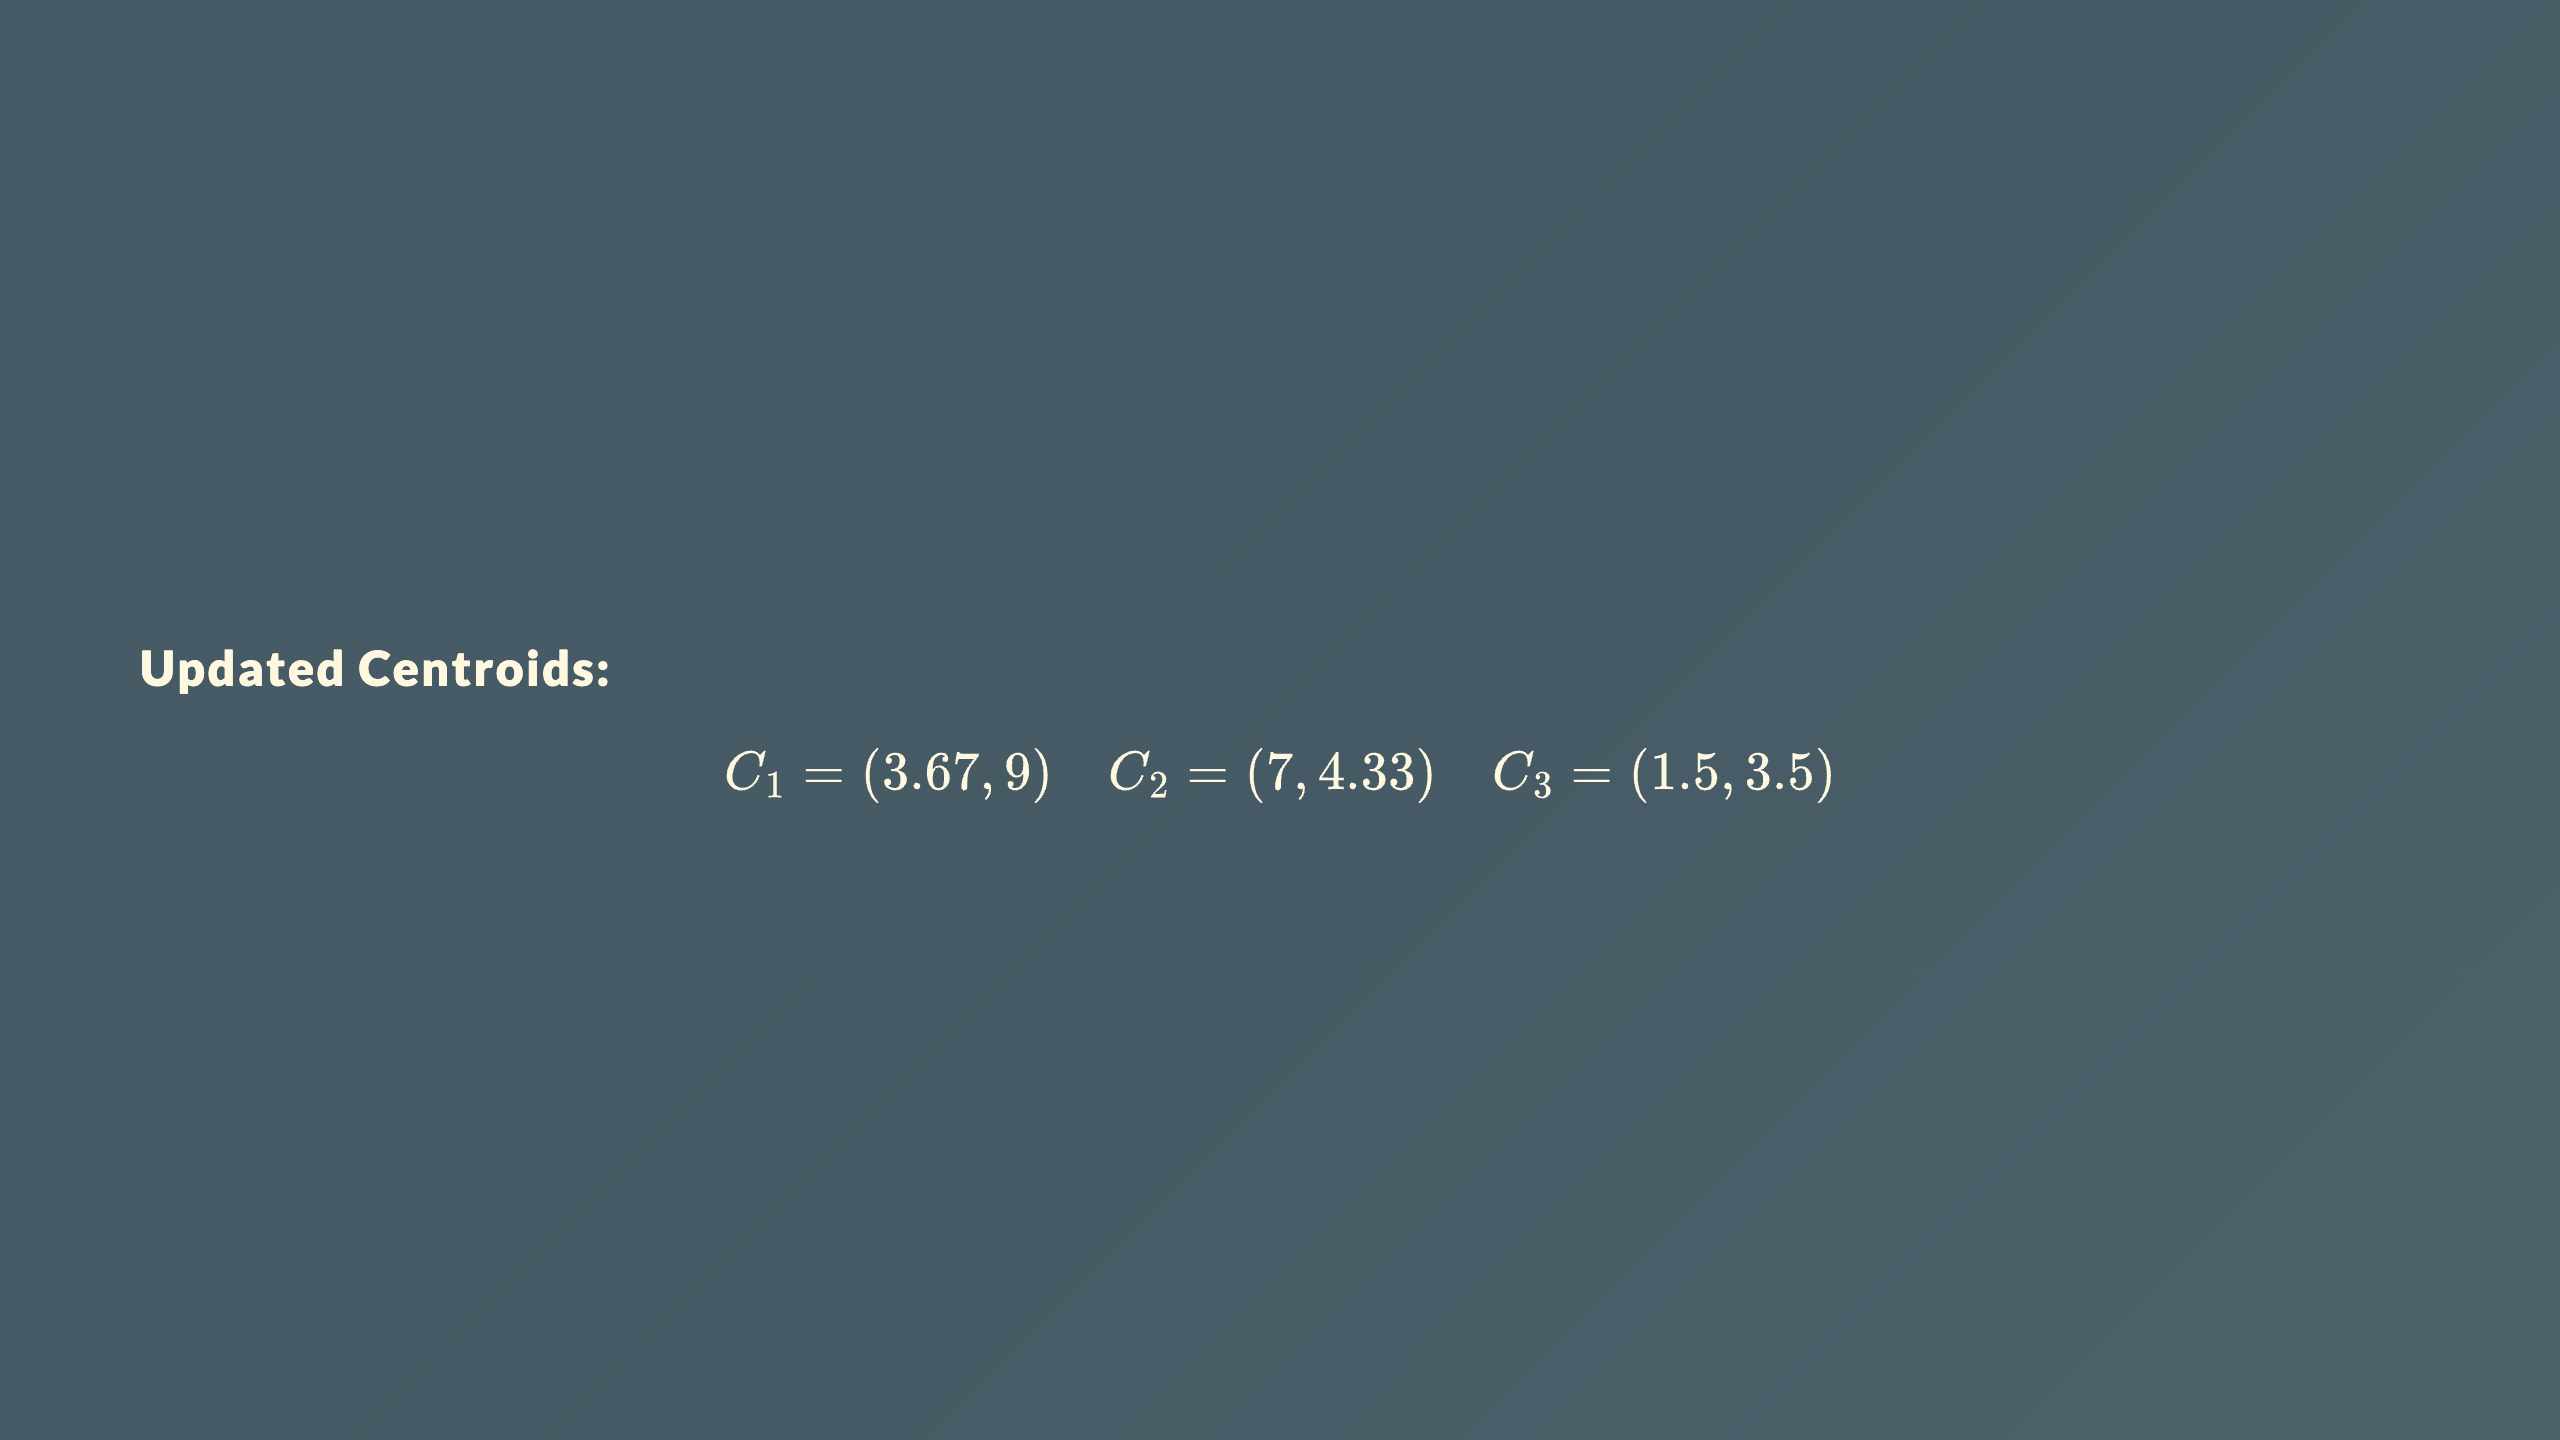 Updated Centroids:
C₁ = (3.67, 9)   C₂ = (7, 4.33)   C₃ = (1.5, 3.5)